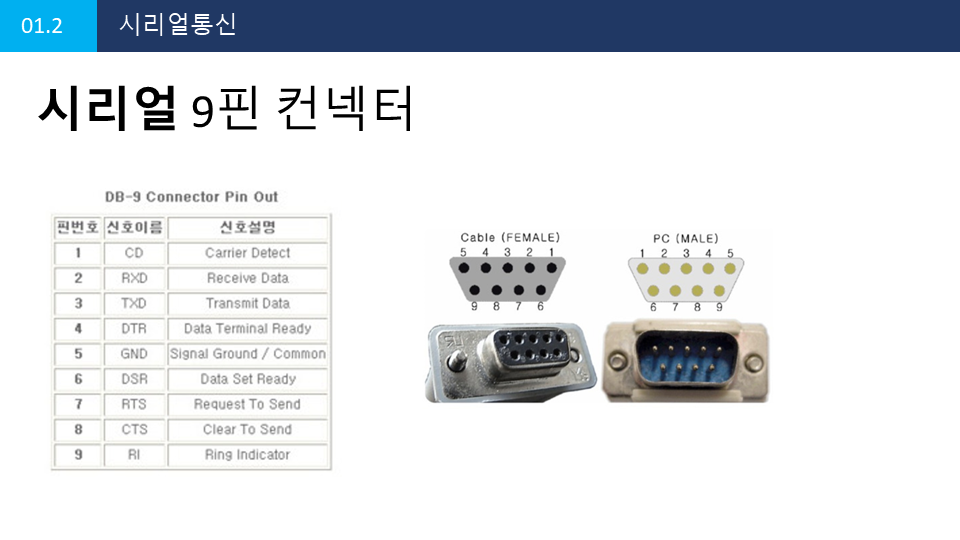 01.2 시리얼통신
시리얼 9핀 컨넥터
DB-9 Connector Pin Out
핀번호 신호이름 신호설명
1 CD Carrier Detect
2 RXD Receive Data
3 TXD Transmit Data
4 DTR Data Terminal Ready
5 GND Signal Ground / Common
6 DSR Data Set Ready
7 RTS Request To Send
8 CTS Clear To Send
9 RI Ring Indicator
Cable (FEMALE)
5 4 3 2 1
9 8 7 6
PC (MALE)
1 2 3 4 5
6 7 8 9